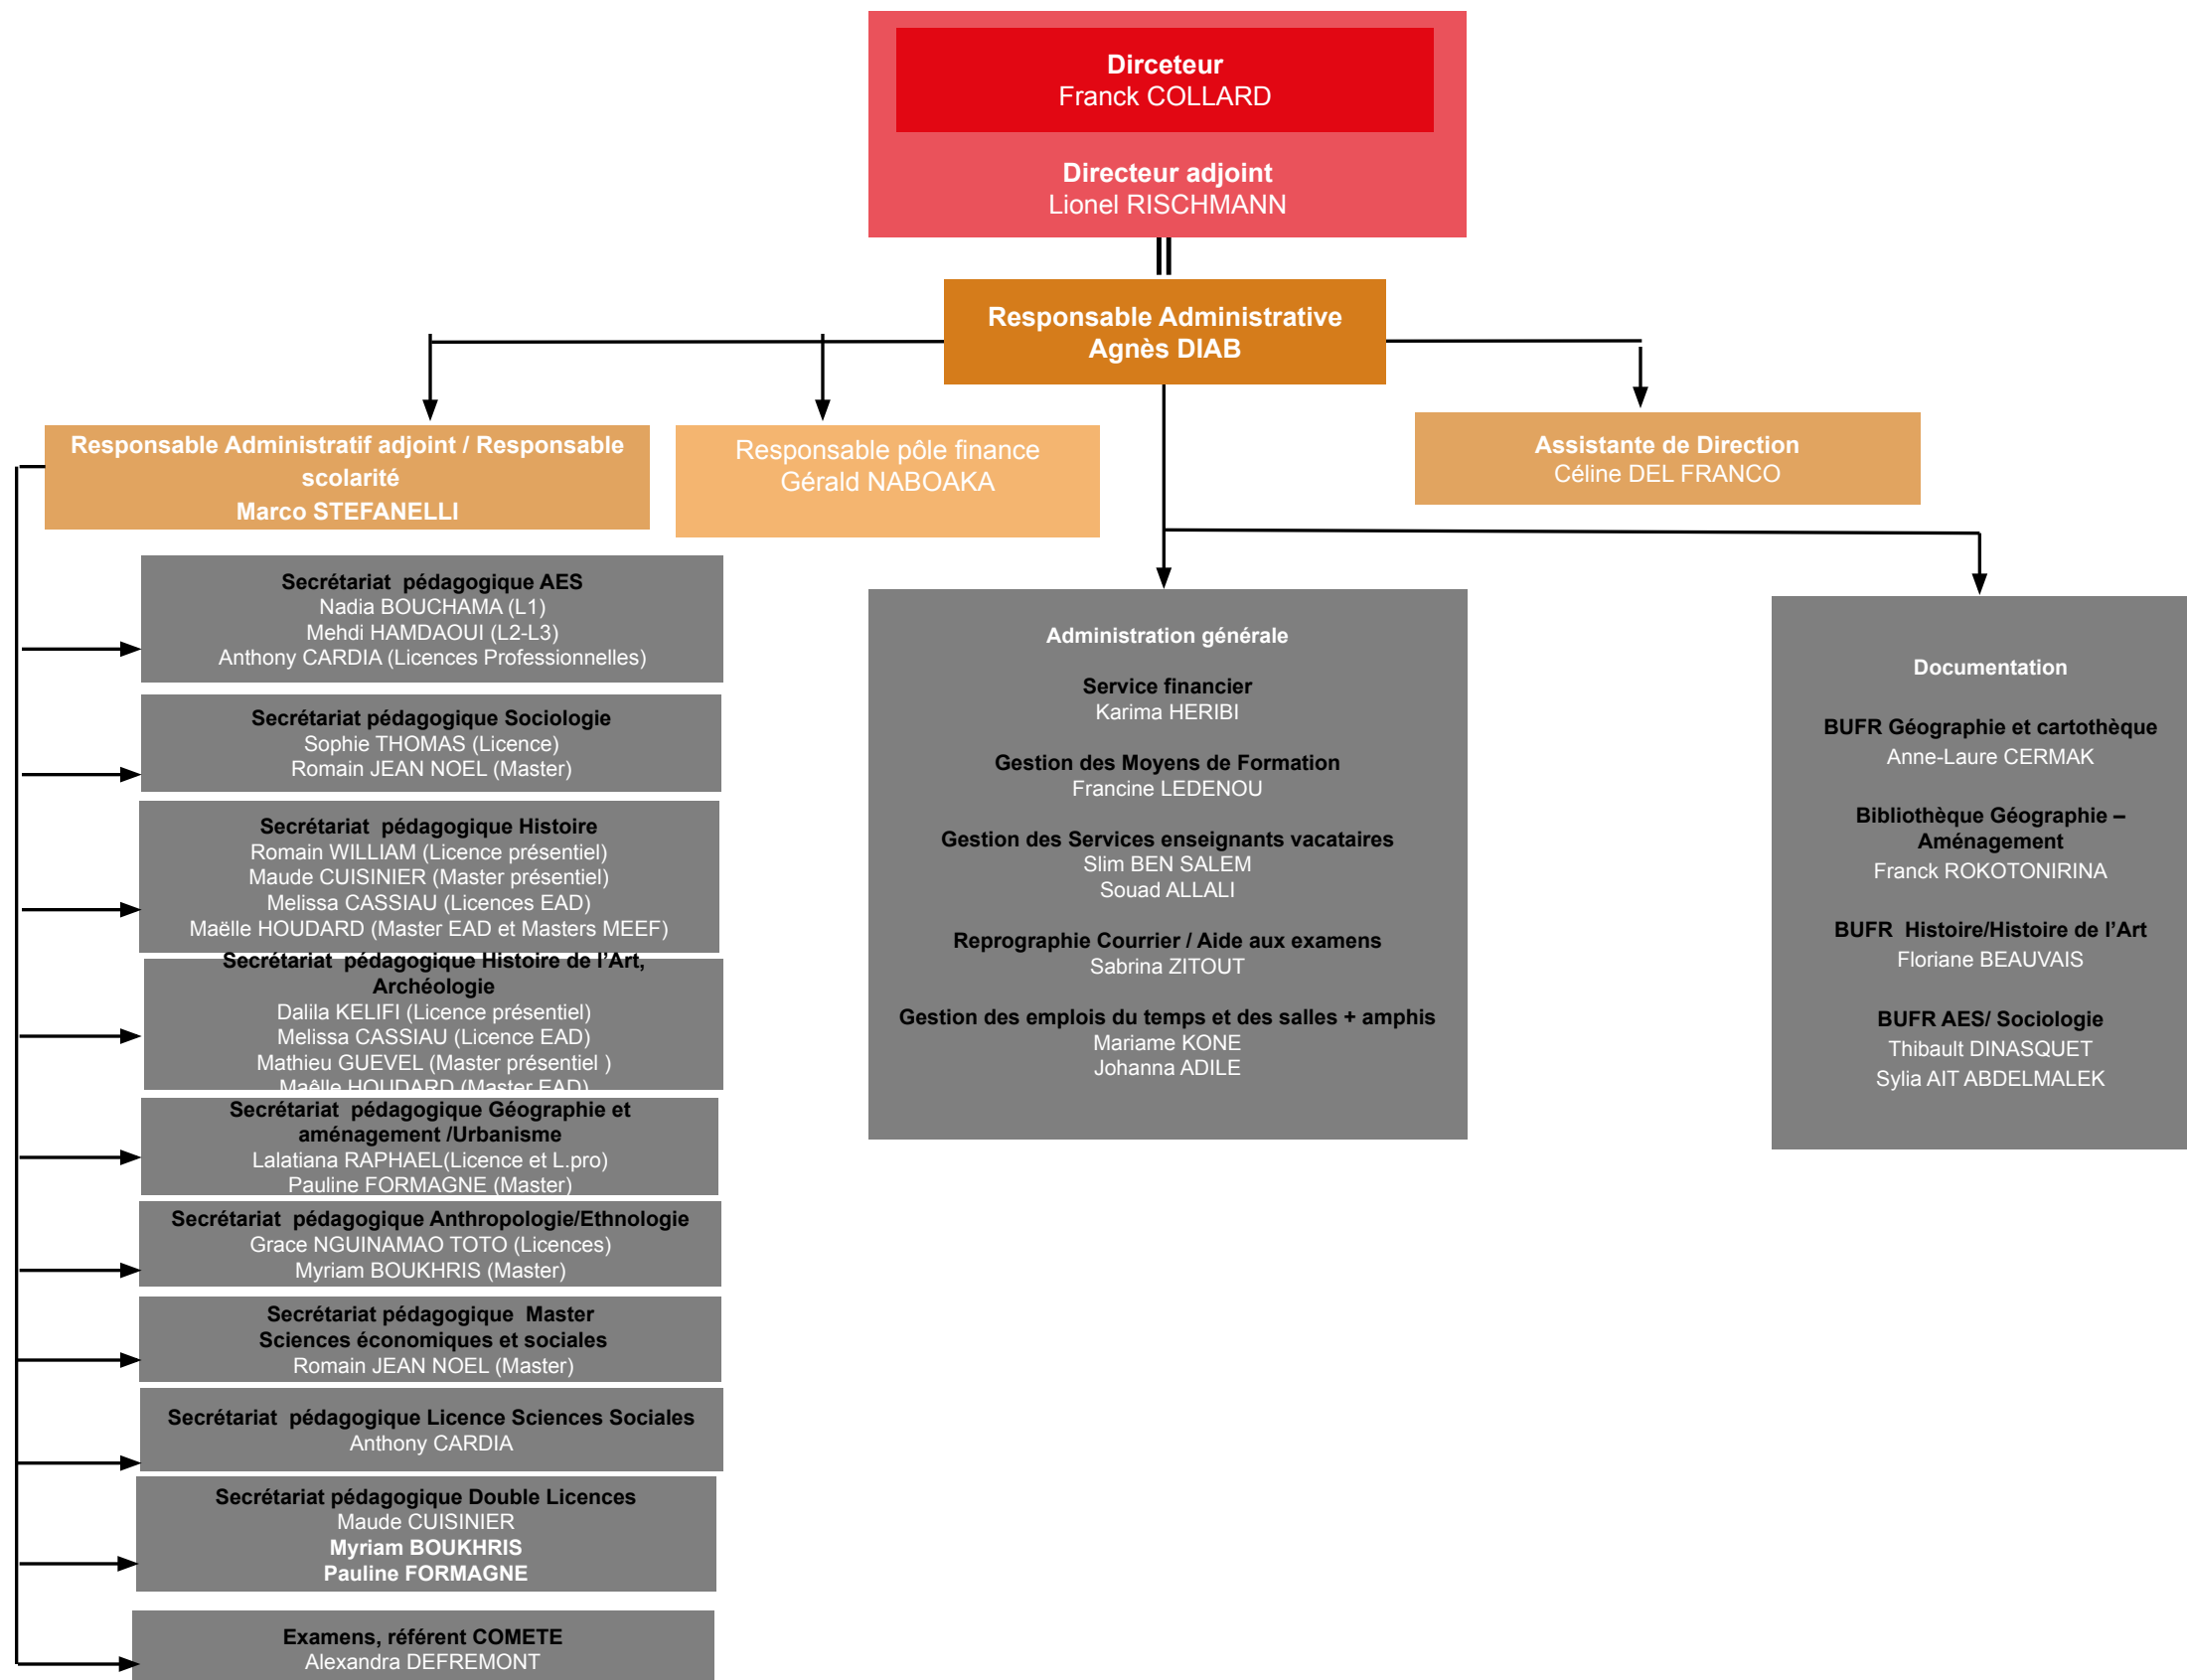 Dirceteur
Franck COLLARD
Directeur adjoint
Lionel RISCHMANN
Responsable Administrative
Agnès DIAB
Responsable Administratif adjoint / Responsable
scolarité
Marco STEFANELLI
Responsable pôle finance
Gérald NABOAKA
Assistante de Direction
Céline DEL FRANCO
Secrétariat pédagogique AES
Nadia BOUCHAMA (L1)
Mehdi HAMDAOUI (L2-L3)
Anthony CARDIA (Licences Professionnelles)
Secrétariat pédagogique Sociologie
Sophie THOMAS (Licence)
Romain JEAN NOEL (Master)
Secrétariat pédagogique Histoire
Romain WILLIAM (Licence présentiel)
Maude CUISINIER (Master présentiel)
Melissa CASSIAU (Licences EAD)
Maëlle HOUDARD (Master EAD et Masters MEEF)
Secrétariat pédagogique Histoire de l’Art,
Archéologie
Dalila KELIFI (Licence présentiel)
Melissa CASSIAU (Licence EAD)
Mathieu GUEVEL (Master présentiel )
Maêlle HOUDARD (Master EAD)
Secrétariat pédagogique Géographie et
aménagement /Urbanisme
Lalatiana RAPHAEL(Licence et L.pro)
Pauline FORMAGNE (Master)
Secrétariat pédagogique Anthropologie/Ethnologie
Grace NGUINAMAO TOTO (Licences)
Myriam BOUKHRIS (Master)
Secrétariat pédagogique Master
Sciences économiques et sociales
Romain JEAN NOEL (Master)
Secrétariat pédagogique Licence Sciences Sociales
Anthony CARDIA
Secrétariat pédagogique Double Licences
Maude CUISINIER
Myriam BOUKHRIS
Pauline FORMAGNE
Examens, référent COMETE
Alexandra DEFREMONT
Administration générale
Service financier
Karima HERIBI
Gestion des Moyens de Formation
Francine LEDENOU
Gestion des Services enseignants vacataires
Slim BEN SALEM
Souad ALLALI
Reprographie Courrier / Aide aux examens
Sabrina ZITOUT
Gestion des emplois du temps et des salles + amphis
Mariame KONE
Johanna ADILE
Documentation
BUFR Géographie et cartothèque
Anne-Laure CERMAK
Bibliothèque Géographie –
Aménagement
Franck ROKOTONIRINA
BUFR Histoire/Histoire de l’Art
Floriane BEAUVAIS
BUFR AES/ Sociologie
Thibault DINASQUET
Sylia AIT ABDELMALEK